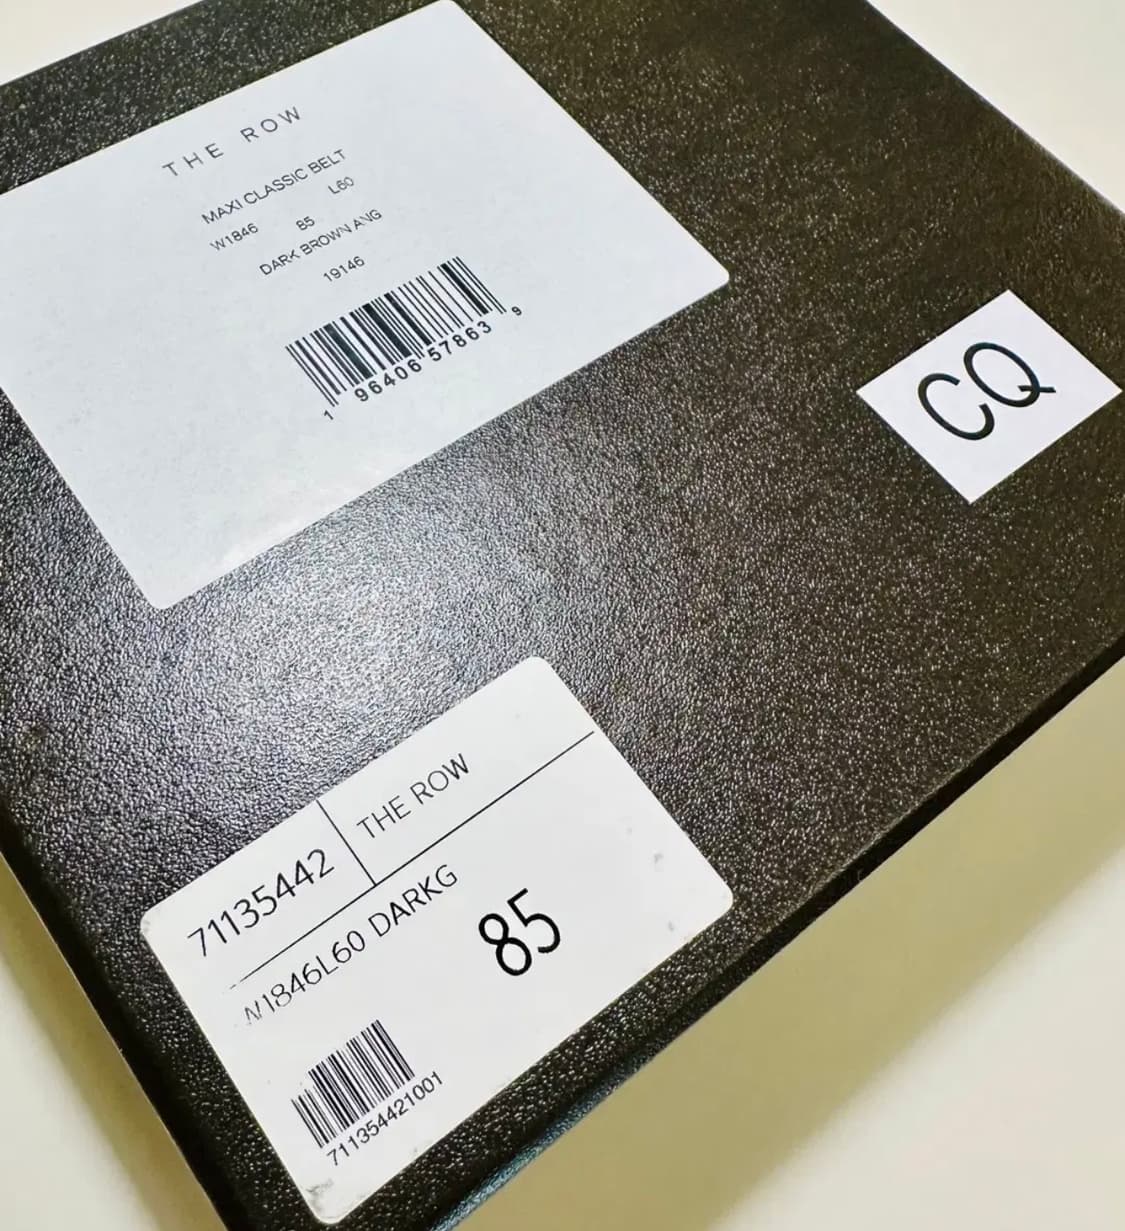 THE ROW
MAXI CLASSIC BELT
W1846 85 L60
DARK BROWN ANG
19146
1 96406 57863 9
CQ
71135442 THE ROW
W1846L60 DARKG
85
711354421001